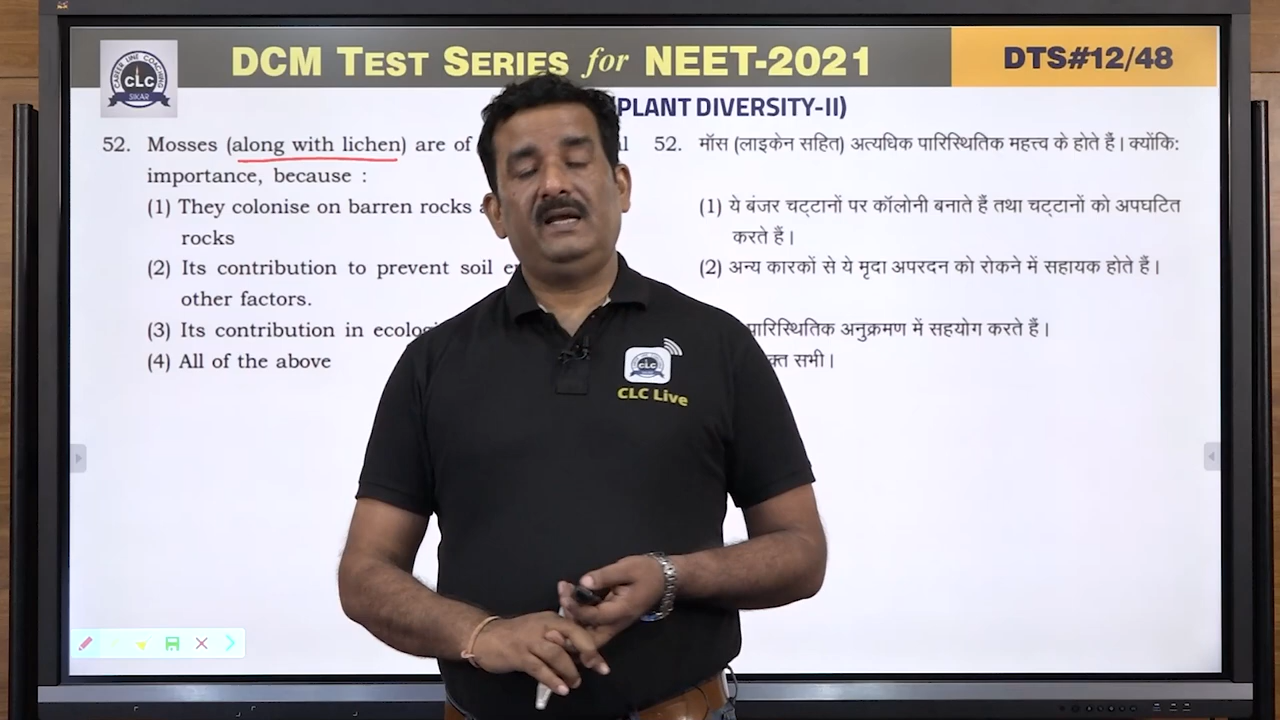 DCM TEST SERIES for NEET-2021
DTS#12/48
CLC
SIKAR
(PLANT DIVERSITY-II)
52. Mosses (along with lichen) are of
importance, because :
(1) They colonise on barren rocks
rocks
(2) Its contribution to prevent soil
other factors.
(3) Its contribution in
(4) All of the above
52. मॉस (लाइकेन सहित) अत्यधिक पारिस्थितिक महत्त्व के होते हैं। क्योंकि:
(1) ये बंजर चट्टानों पर कॉलोनी बनाते हैं तथा चट्टानों को अपघटित
करते हैं।
(2) अन्य कारकों से ये मृदा अपरदन को रोकने में सहायक होते हैं।
पारिस्थितिक अनुक्रमण में सहयोग करते हैं।
सभी।
CLC
CLC Live